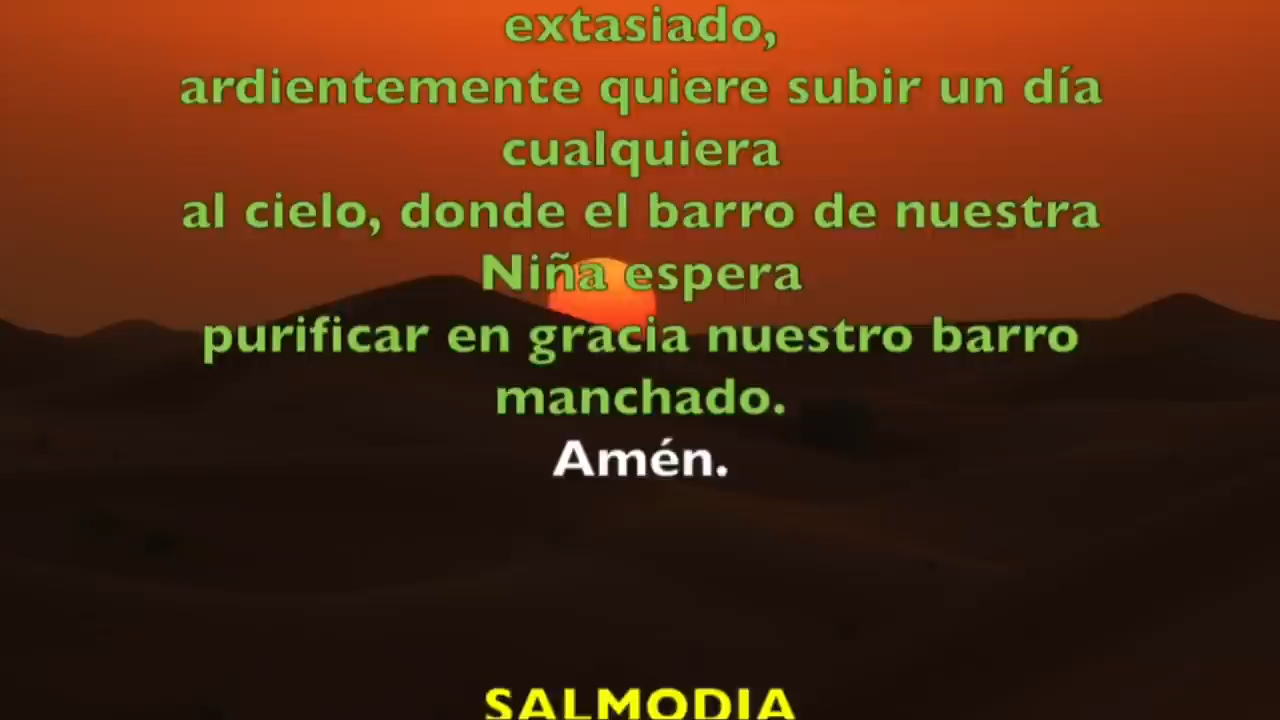 extasiado,
ardientemente quiere subir un día
cualquiera
al cielo, donde el barro de nuestra
Niña espera
purificar en gracia nuestro barro
manchado.
Amén.
SALMODIA